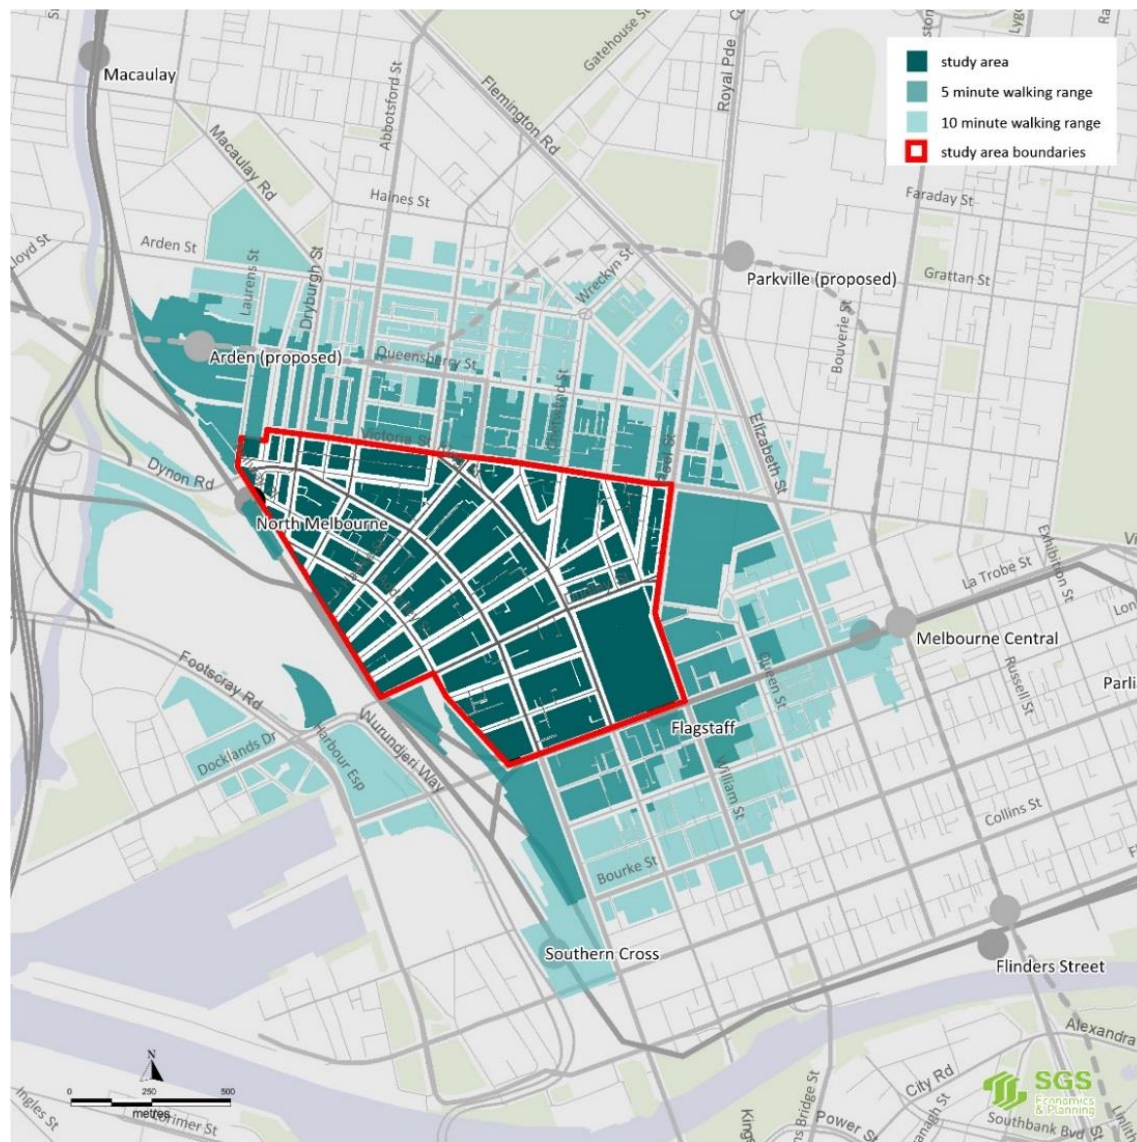 Gatehouse St
Royal Pde
study area
5 minute walking range
10 minute walking range
study area boundaries
Macaulay
Abbotsford St
Flemington Rd
Macaulay Rd
Haines St
Faraday St
Arden St
Laurens St
Dryburgh St
Wreckyn St
Grattan St
Parkville (proposed)
Bouverie St
Arden (proposed)
Queensberry St
Elizabeth St
Victoria St
Dynon Rd
North Melbourne
Exhibition St
La Trobe St
Melbourne Central
Queen St
Russell St
Footscray Rd
Flagstaff
Docklands Dr
Harbour Esp
Wurundjeri Way
William St
Collins St
Bourke St
Southern Cross
Flinders Street
Alexandra
N
0 250 500
metres
City Rd
SGS
Economics
& Planning
Ingles St
Lorimer St
Power St
Southbank Bvd